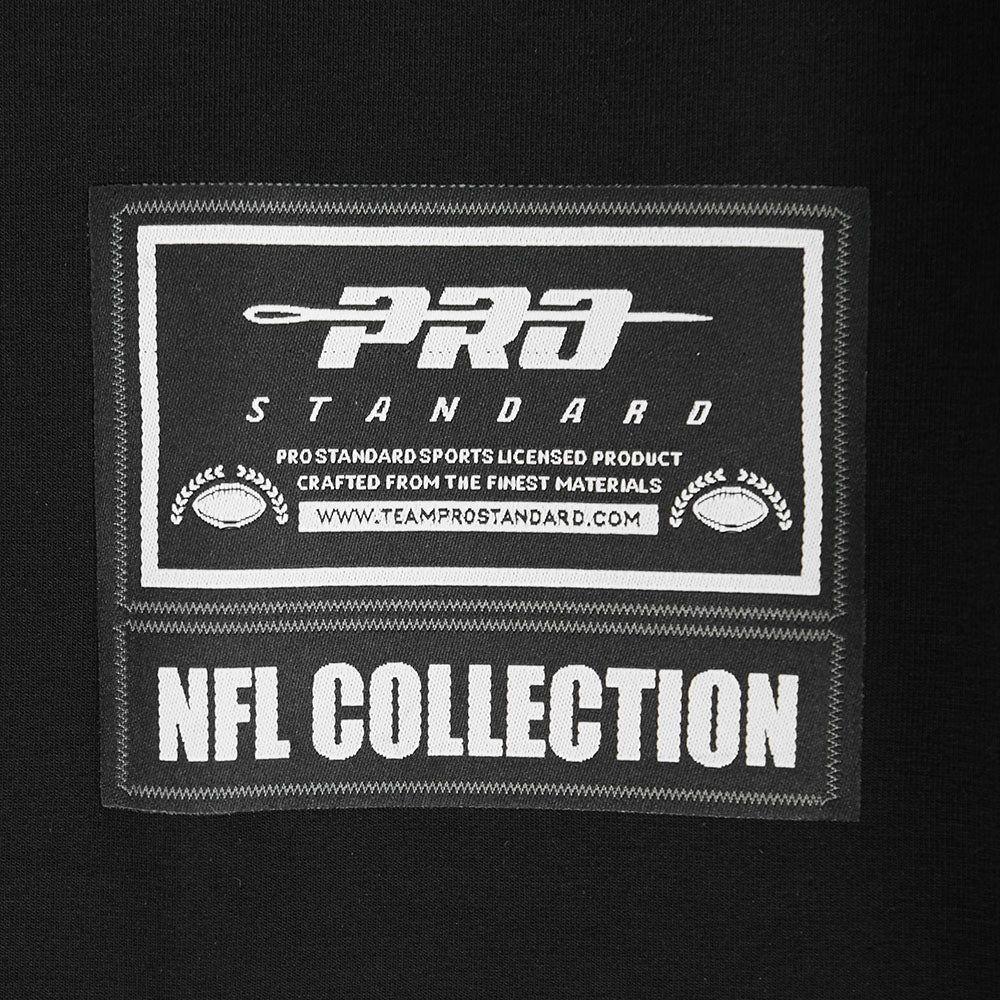 PRO
STANDARD
PRO STANDARD SPORTS LICENSED PRODUCT
CRAFTED FROM THE FINEST MATERIALS
WWW.TEAMPROSTANDARD.COM
NFL COLLECTION